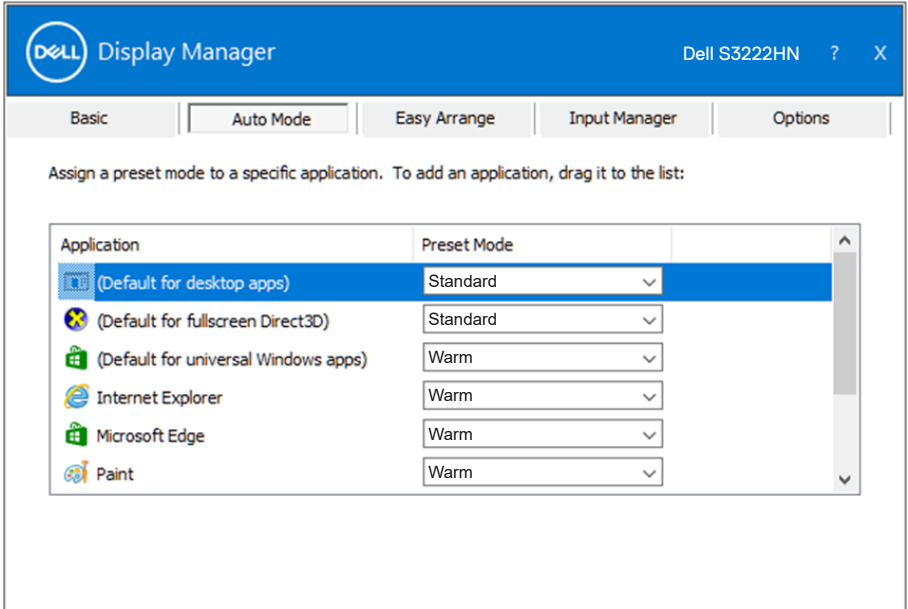 DELL Display Manager Dell S3222HN ? X
Basic Auto Mode Easy Arrange Input Manager Options
Assign a preset mode to a specific application. To add an application, drag it to the list:
Application Preset Mode
(Default for desktop apps) Standard
(Default for fullscreen Direct3D) Standard
(Default for universal Windows apps) Warm
Internet Explorer Warm
Microsoft Edge Warm
Paint Warm